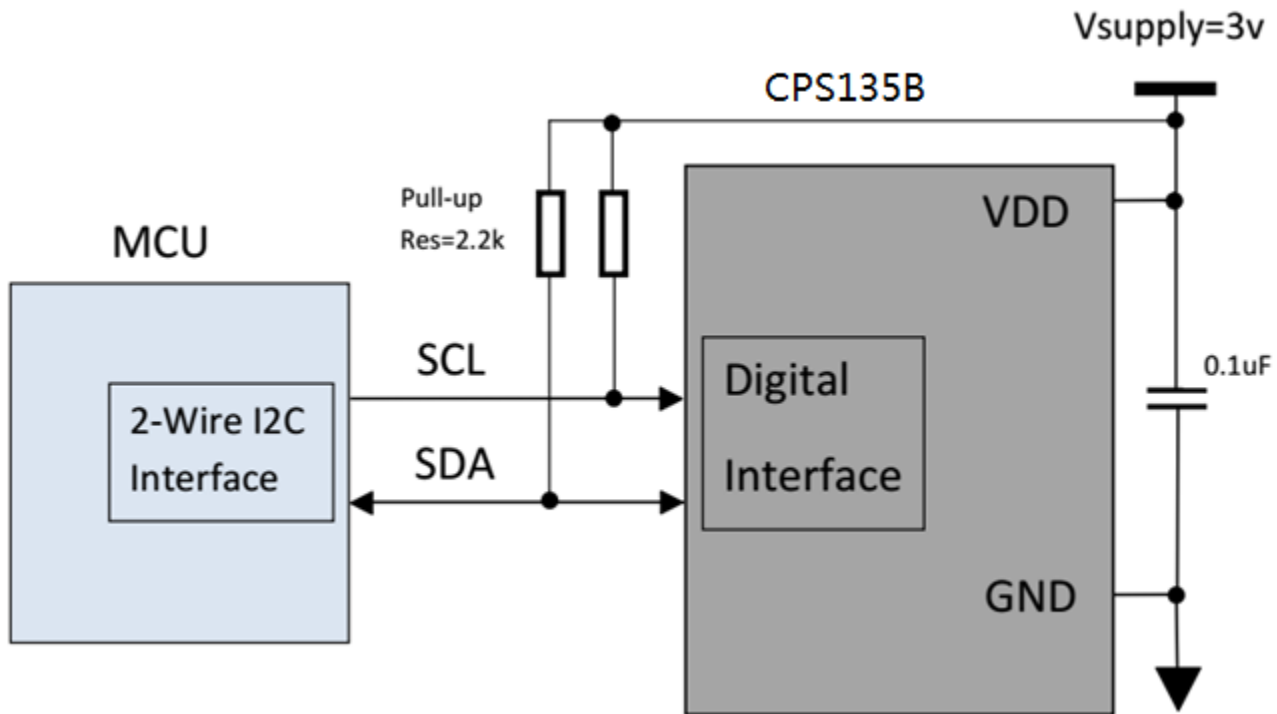 Vsupply=3v
CPS135B
Pull-up
Res=2.2k
VDD
MCU
SCL
Digital
0.1uF
2-Wire I2C
Interface
SDA
Interface
GND